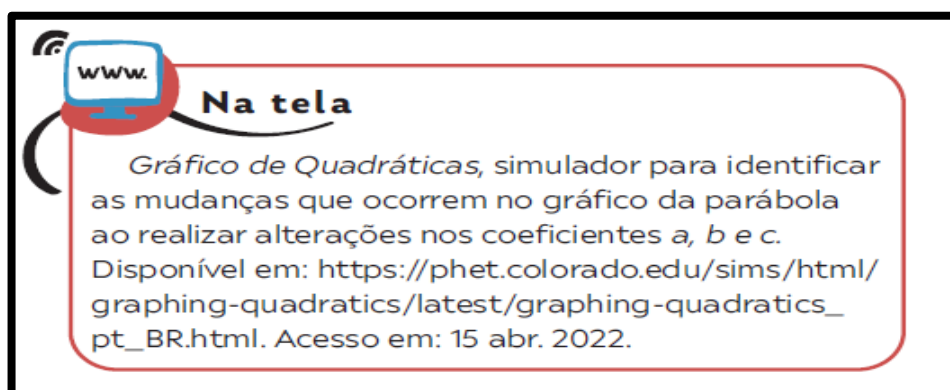 www.
Na tela
Gráfico de Quadráticas, simulador para identificar
as mudanças que ocorrem no gráfico da parábola
ao realizar alterações nos coeficientes a, b e c.
Disponível em: https://phet.colorado.edu/sims/html/
graphing-quadratics/latest/graphing-quadratics_
pt_BR.html. Acesso em: 15 abr. 2022.